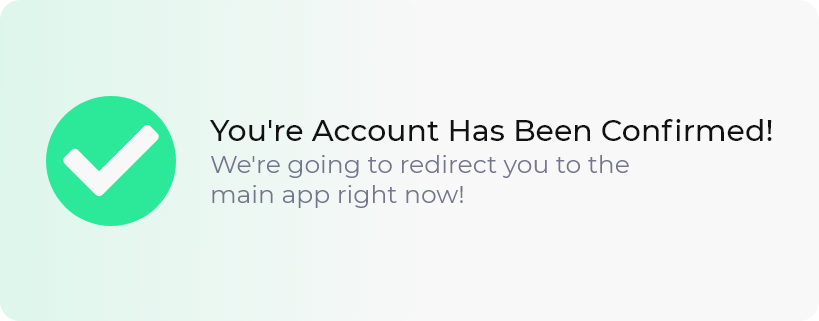 You're Account Has Been Confirmed!
We're going to redirect you to the
main app right now!